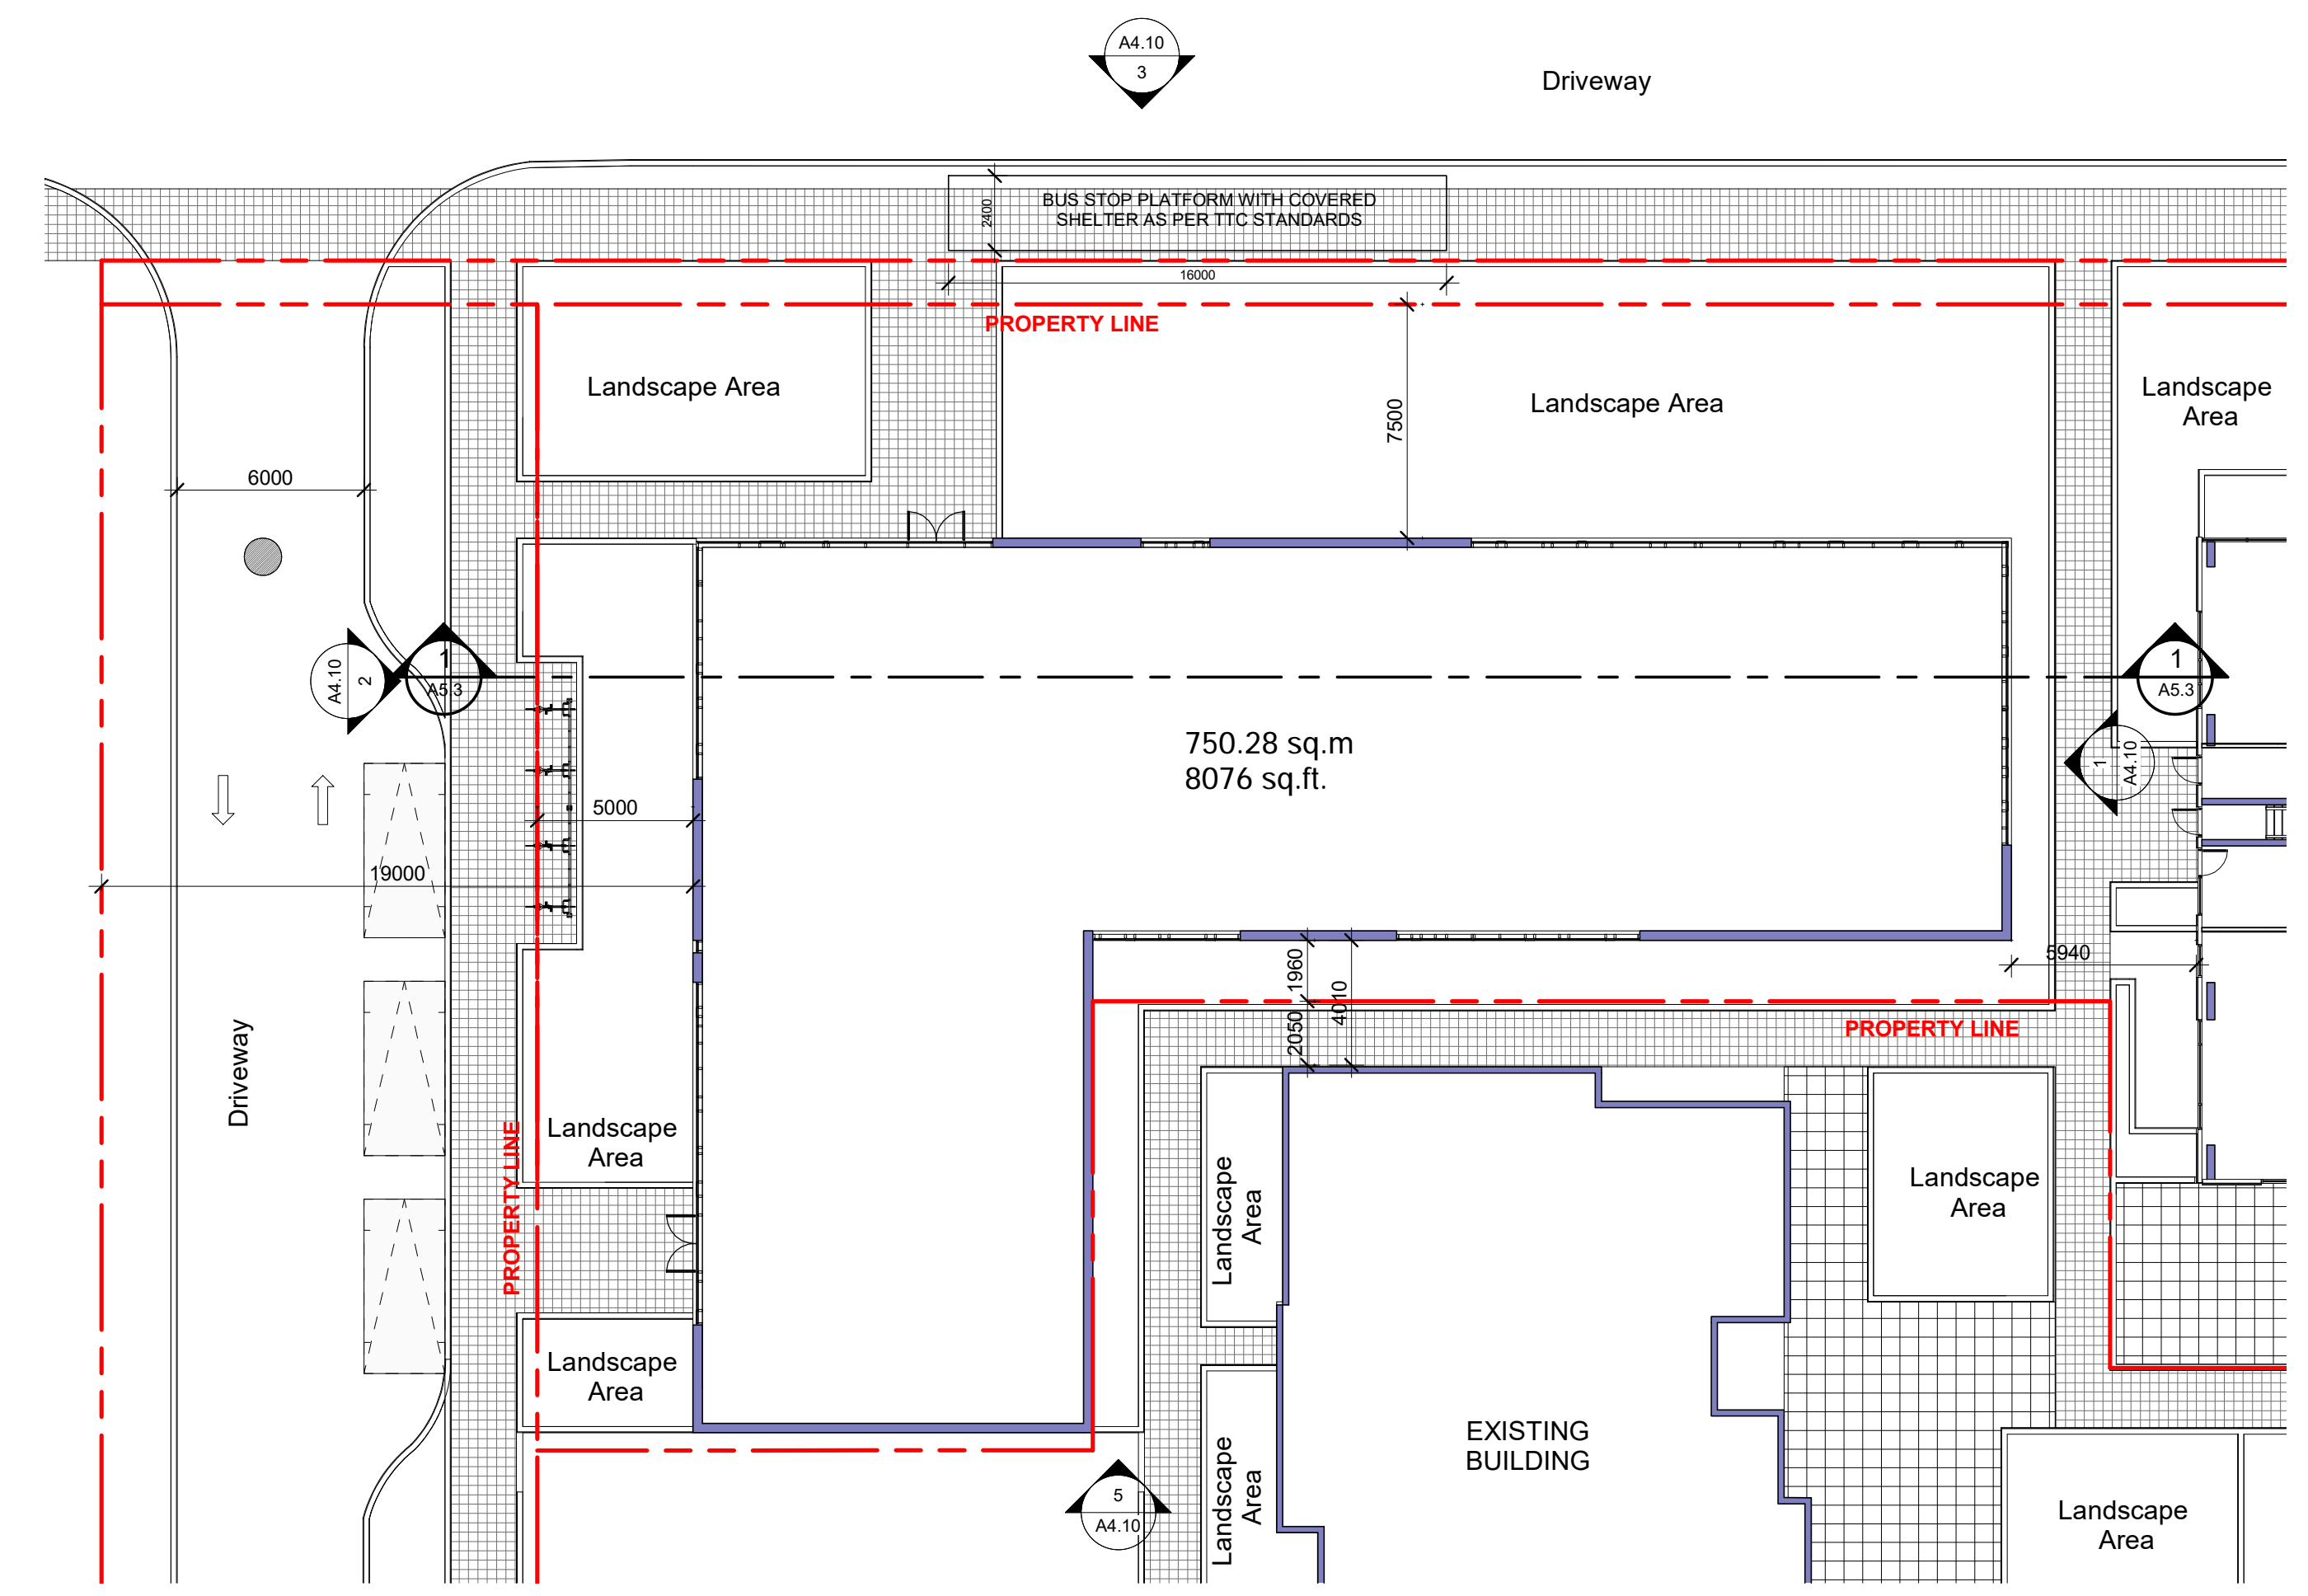 A4.10
3
Driveway
BUS STOP PLATFORM WITH COVERED
SHELTER AS PER TTC STANDARDS
2400
16000
PROPERTY LINE
Landscape Area
Landscape Area
Landscape
Area
7500
6000
A4.10
2
1
A5.3
1
A5.3
1
A4.10
750.28 sq.m
8076 sq.ft.
5000
19000
1960
4010
2050
5940
PROPERTY LINE
Driveway
PROPERTY LINE
Landscape
Area
Landscape
Area
Landscape
Area
Landscape
Area
EXISTING
BUILDING
Landscape
Area
5
A4.10
Landscape
Area